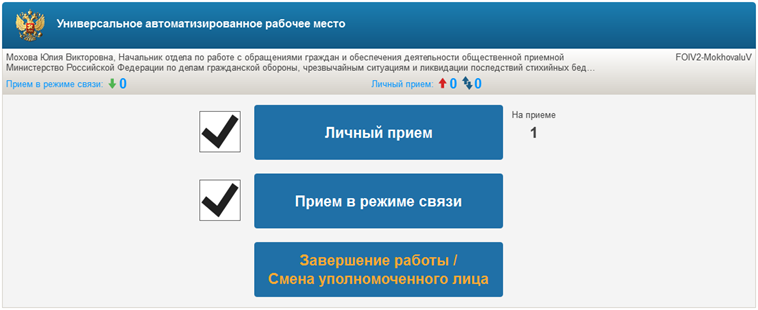 Универсальное автоматизированное рабочее место
Мохова Юлия Викторовна, Начальник отдела по работе с обращениями граждан и обеспечения деятельности общественной приемной
FOIV2-MokhovaIuV
Министерство Российской Федерации по делам гражданской обороны, чрезвычайным ситуациям и ликвидации последствий стихийных бед...
Прием в режиме связи: 0
Личный прием: 0 0
Личный прием
На приеме
1
Прием в режиме связи
Завершение работы /
Смена уполномоченного лица